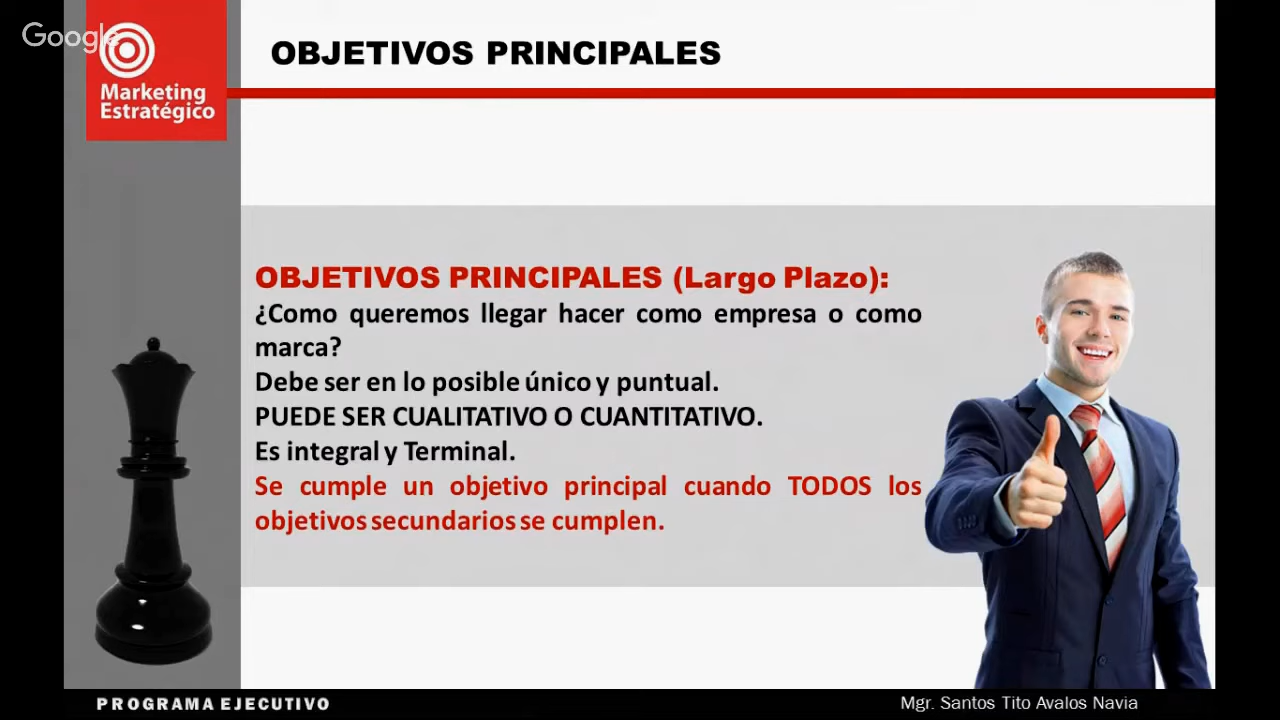 Google
Marketing
Estratégico
OBJETIVOS PRINCIPALES
OBJETIVOS PRINCIPALES (Largo Plazo):
¿Como queremos llegar hacer como empresa o como
marca?
Debe ser en lo posible único y puntual.
PUEDE SER CUALITATIVO O CUANTITATIVO.
Es integral y Terminal.
Se cumple un objetivo principal cuando TODOS los
objetivos secundarios se cumplen.
PROGRAMA EJECUTIVO
Mgr. Santos Tito Avalos Navia